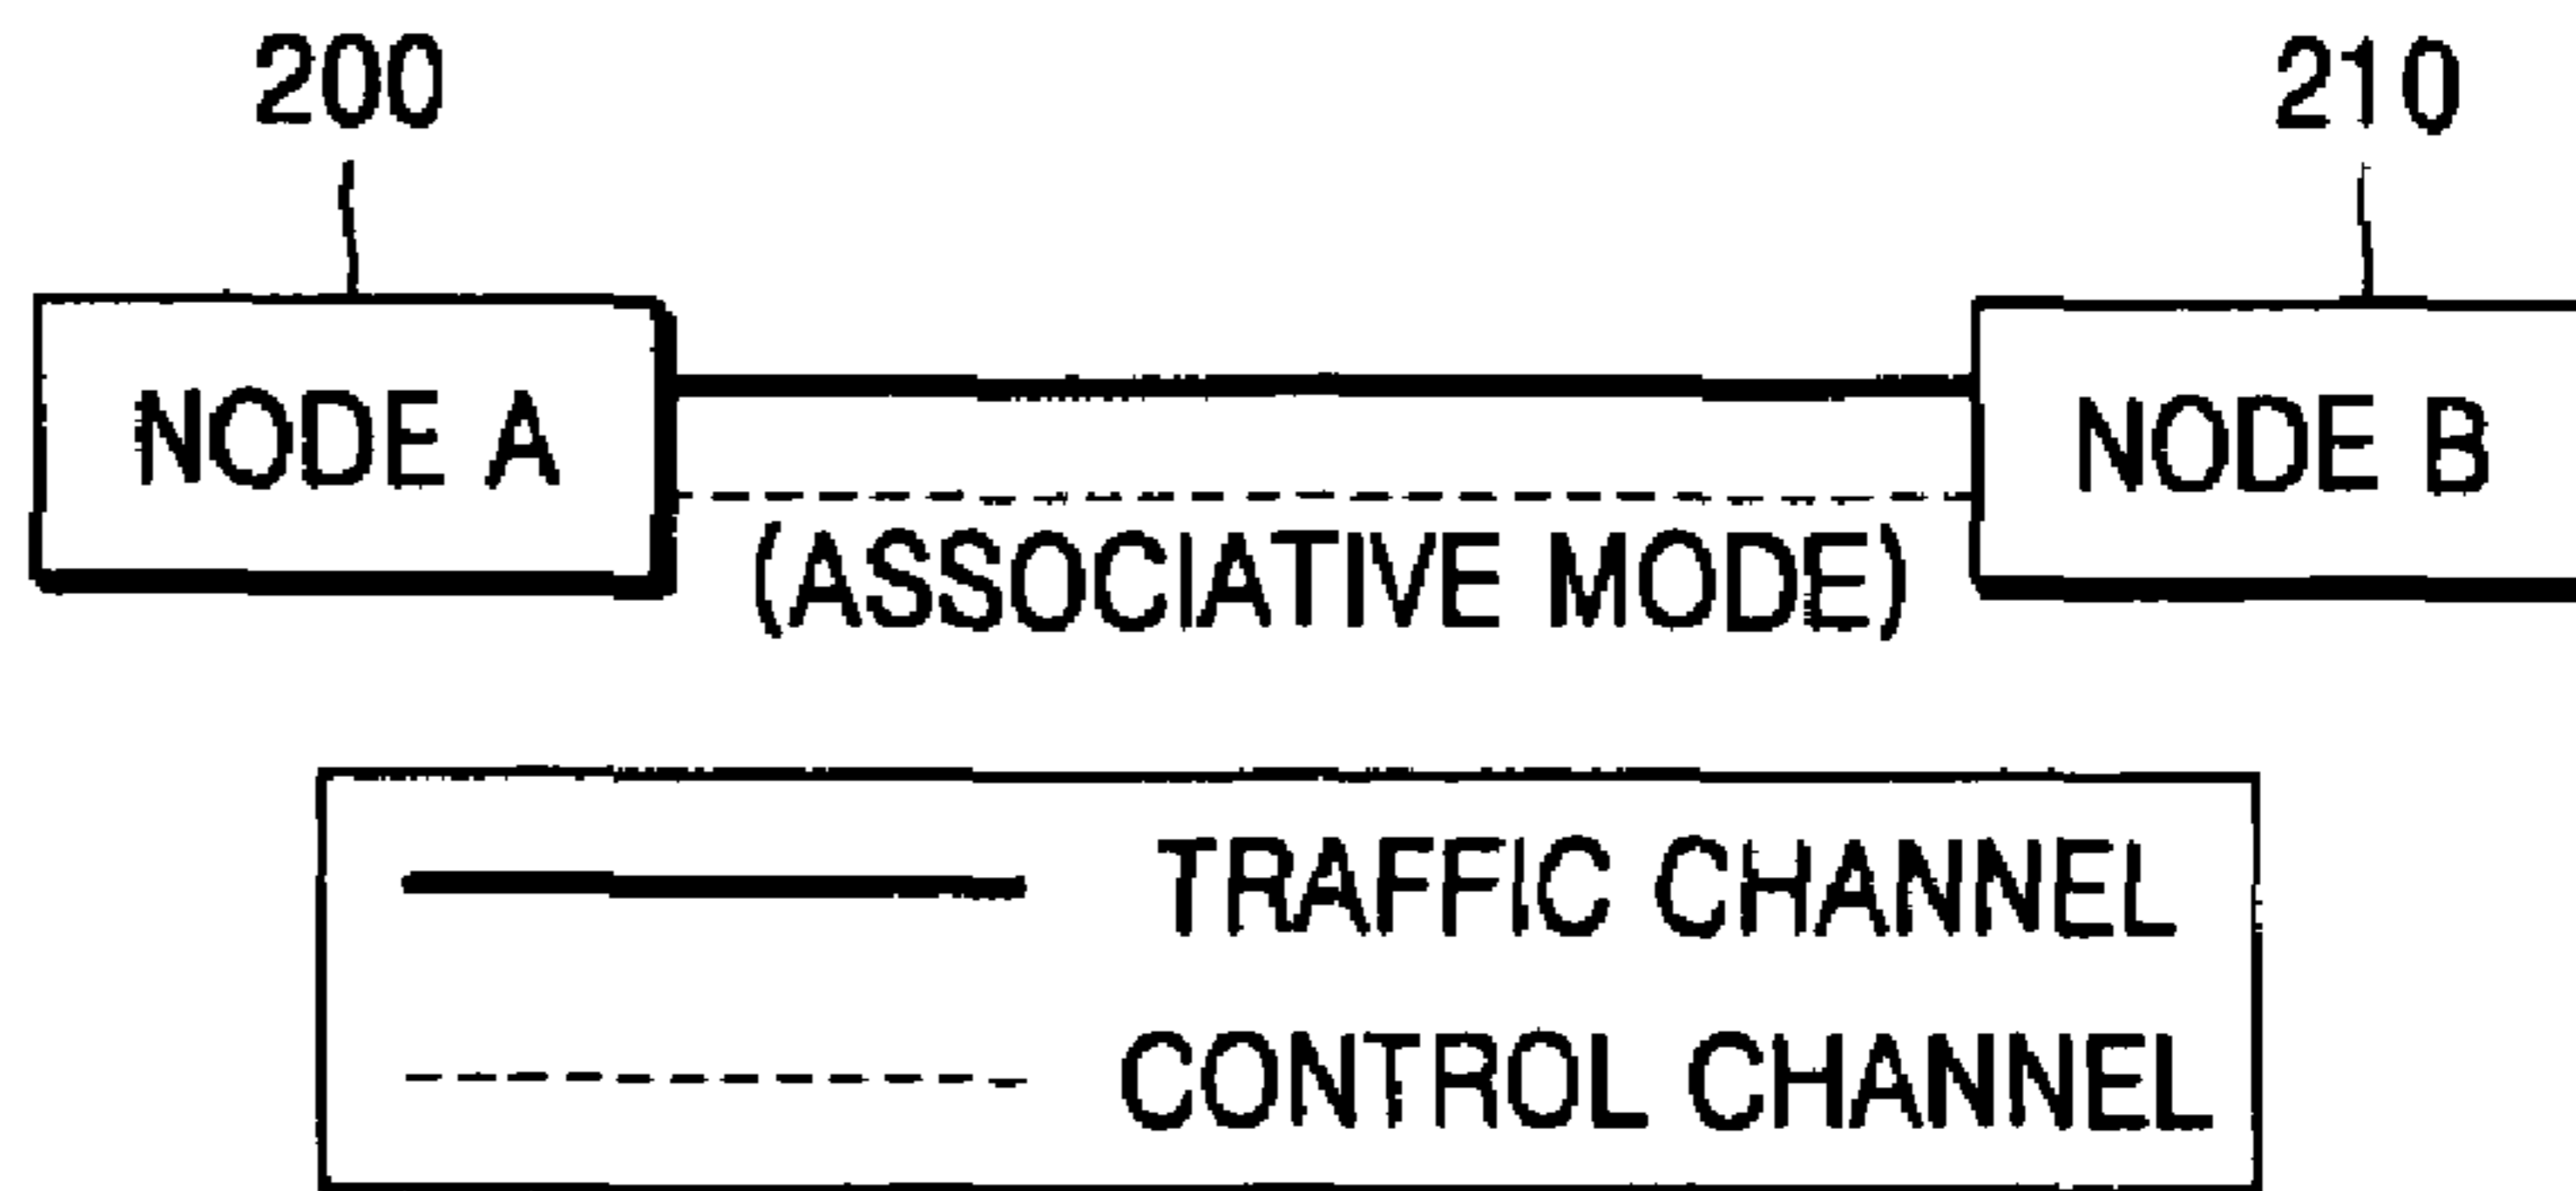 200
210
NODE A
NODE B
(ASSOCIATIVE MODE)
TRAFFIC CHANNEL
CONTROL CHANNEL